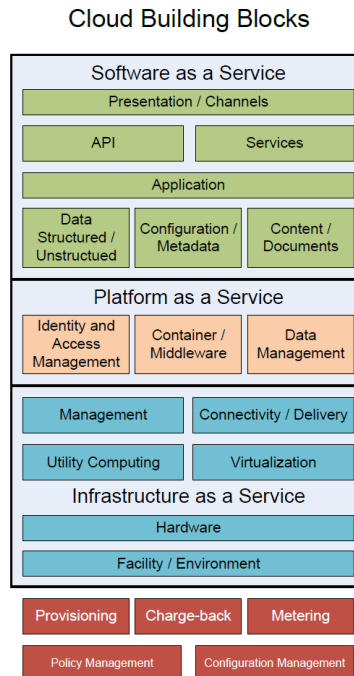 Cloud Building Blocks
Software as a Service
Presentation / Channels
API
Services
Application
Data
Structured /
Unstructued
Configuration /
Metadata
Content /
Documents
Platform as a Service
Identity and
Access
Management
Container /
Middleware
Data
Management
Management
Connectivity / Delivery
Utility Computing
Virtualization
Infrastructure as a Service
Hardware
Facility / Environment
Provisioning
Charge-back
Metering
Policy Management
Configuration Management